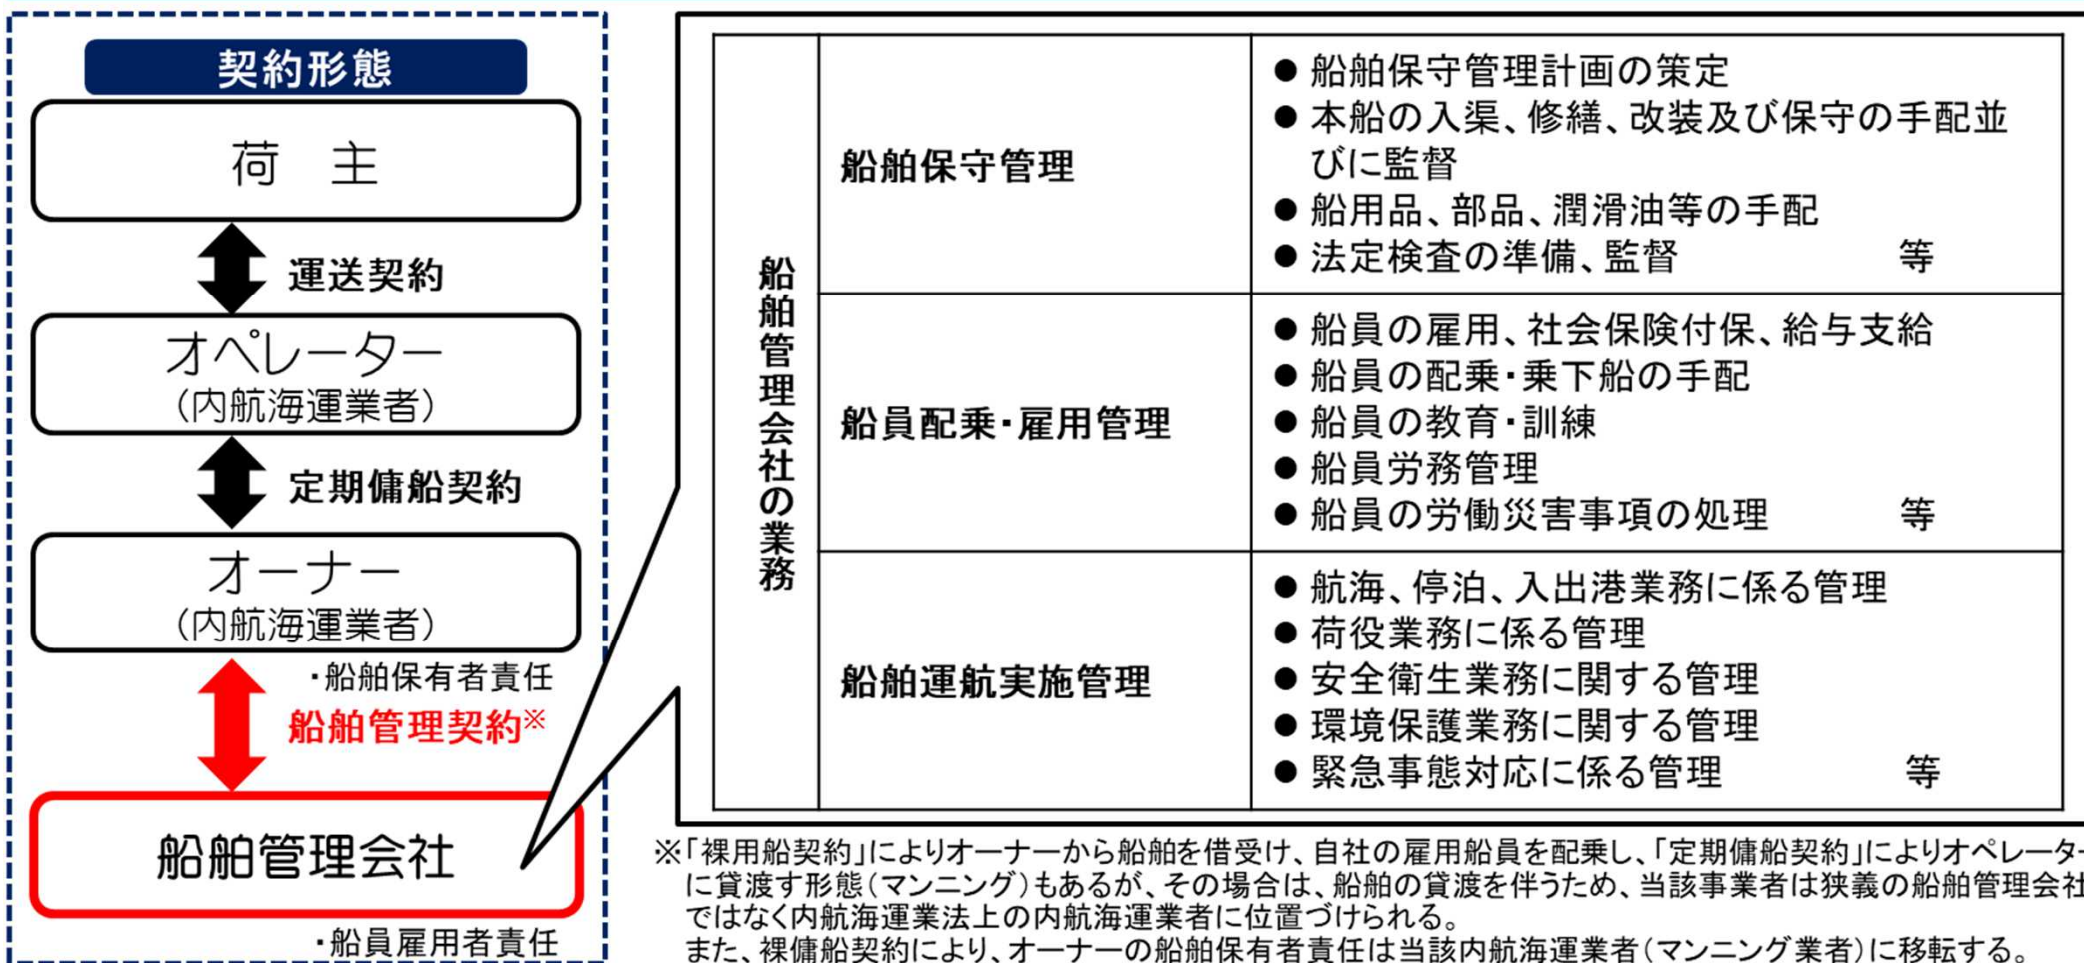 契約形態
荷　主
運送契約
オペレーター
(内航海運業者)
定期傭船契約
オーナー
(内航海運業者)
・船舶保有者責任
船舶管理契約※
船舶管理会社
・船員雇用者責任
船舶管理会社の業務
船舶保守管理
● 船舶保守管理計画の策定
● 本船の入渠、修繕、改装及び保守の手配並
びに監督
● 船用品、部品、潤滑油等の手配
● 法定検査の準備、監督　等
船員配乗・雇用管理
● 船員の雇用、社会保険付保、給与支給
● 船員の配乗・乗下船の手配
● 船員の教育・訓練
● 船員労務管理
● 船員の労働災害事項の処理　等
船舶運航実施管理
● 航海、停泊、入出港業務に係る管理
● 荷役業務に係る管理
● 安全衛生業務に関する管理
● 環境保護業務に関する管理
● 緊急事態対応に係る管理　等
※「裸用船契約」によりオーナーから船舶を借受け、自社の雇用船員を配乗し、「定期傭船契約」によりオペレーター
に貸渡す形態(マンニング)もあるが、その場合は、船舶の貸渡を伴うため、当該事業者は狭義の船舶管理会社
ではなく内航海運業法上の内航海運業者に位置づけられる。
また、裸傭船契約により、オーナーの船舶保有者責任は当該内航海運業者(マンニング業者)に移転する。